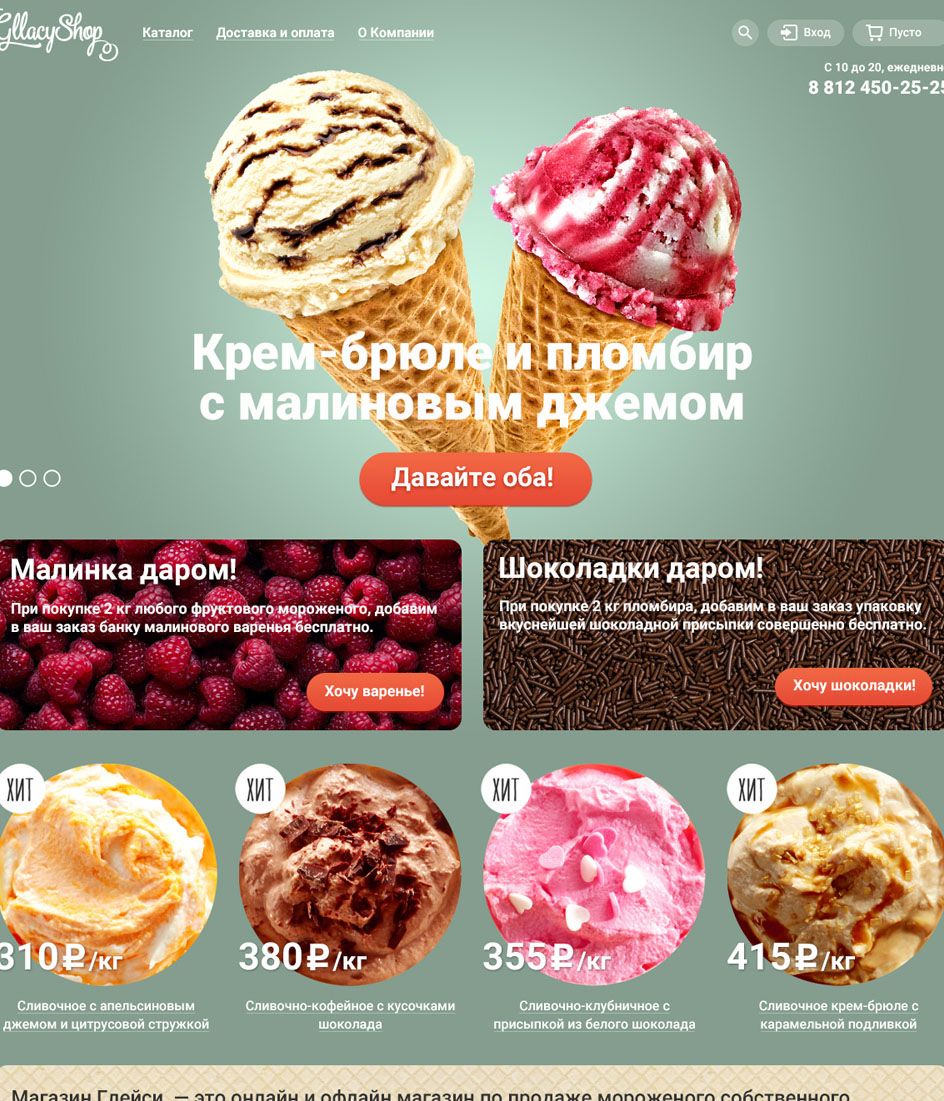 GllacyShop
Каталог Доставка и оплата О Компании Вход Пусто
С 10 до 20, ежедневно
8 812 450-25-25
Крем-брюле и пломбир
с малиновым джемом
Давайте оба!
Малинка даром!
При покупке 2 кг любого фруктового мороженого, добавим
в ваш заказ банку малинового варенья бесплатно.
Хочу варенье!
Шоколадки даром!
При покупке 2 кг пломбира, добавим в ваш заказ упаковку
вкуснейшей шоколадной присыпки совершенно бесплатно.
Хочу шоколадки!
ХИТ ХИТ ХИТ ХИТ
310₽/кг 380₽/кг 355₽/кг 415₽/кг
Сливочное с апельсиновым
джемом и цитрусовой стружкой
Сливочно-кофейное с кусочками
шоколада
Сливочно-клубничное с
присыпкой из белого шоколада
Сливочное крем-брюле с
карамельной подливкой
Магазин Глейси — это онлайн и офлайн магазин по продаже мороженого собственного